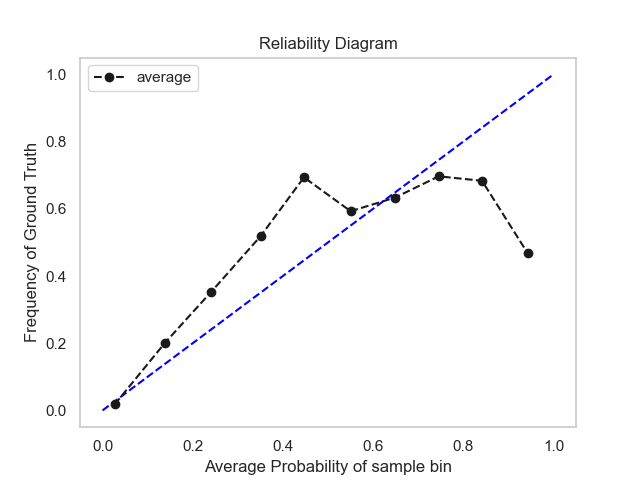 Reliability Diagram
average
Frequency of Ground Truth
1.0
0.8
0.6
0.4
0.2
0.0
0.0 0.2 0.4 0.6 0.8 1.0
Average Probability of sample bin